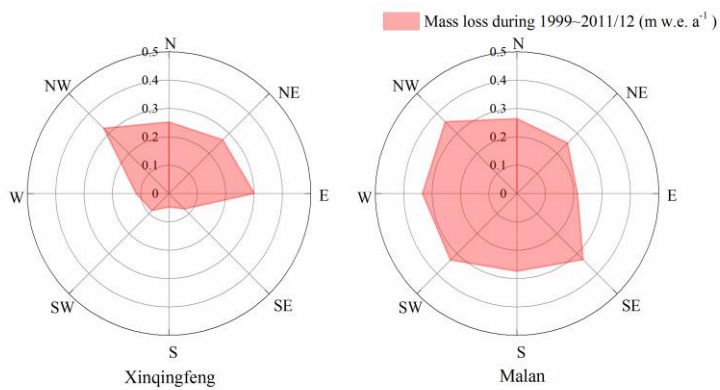 Mass loss during 1999~2011/12 (m w.e. a⁻¹ )
N
NE
E
SE
S
SW
W
NW
0.5
0.4
0.3
0.2
0.1
0
Xinqingfeng
N
NE
E
SE
S
SW
W
NW
0.5
0.4
0.3
0.2
0.1
0
Malan